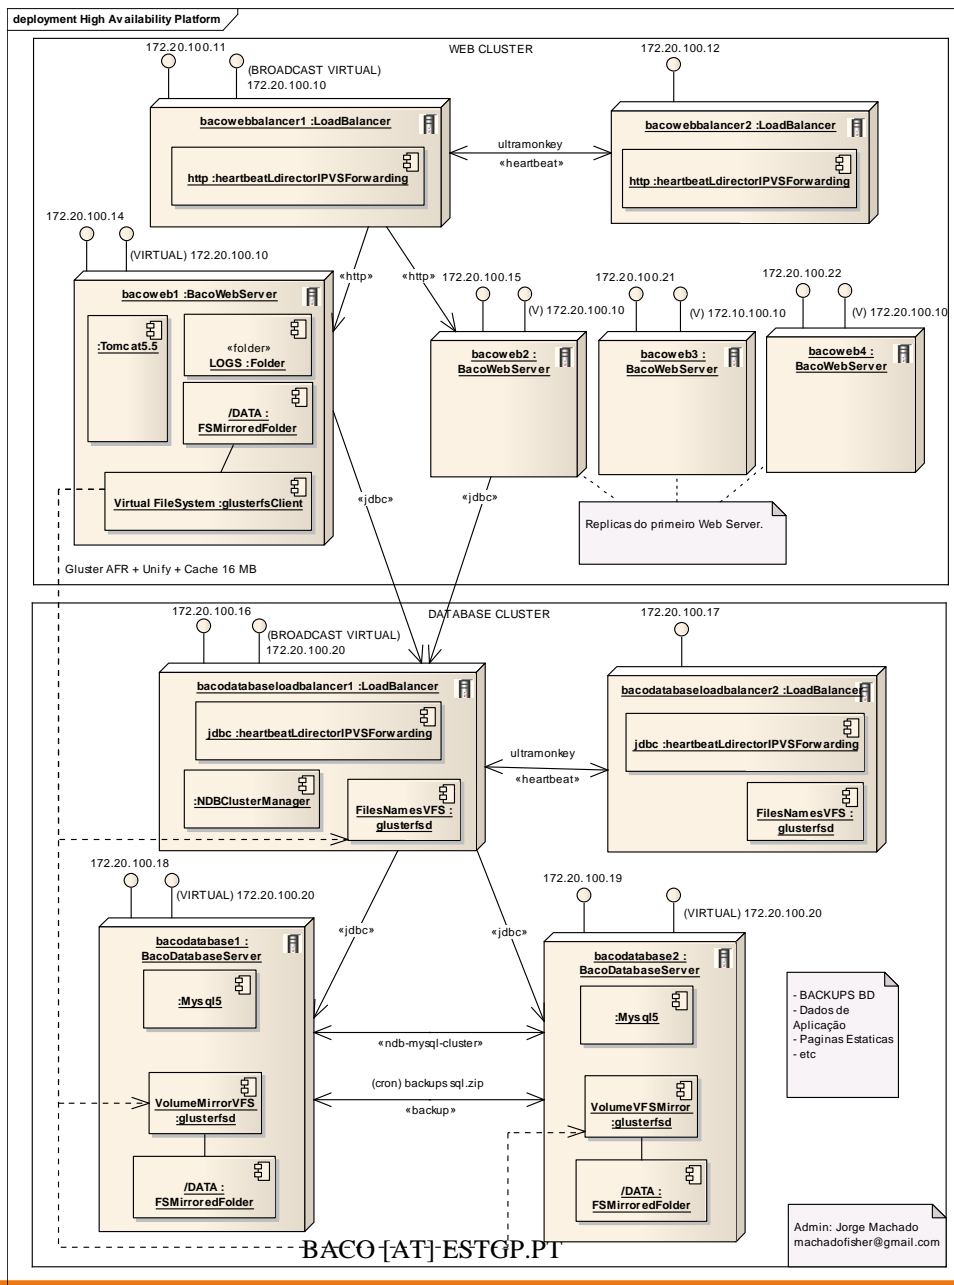 deployment High Availability Platform
WEB CLUSTER
172.20.100.11
(BROADCAST VIRTUAL)
172.20.100.10
172.20.100.12
bacowebbalancer1 :LoadBalancer
http :heartbeatLdirectorIPVSForwarding
ultramonkey
«heartbeat»
bacowebbalancer2 :LoadBalancer
http :heartbeatLdirectorIPVSForwarding
172.20.100.14
(VIRTUAL) 172.20.100.10
«http»
«http»
172.20.100.15
(V) 172.20.100.10
172.20.100.21
(V) 172.10.100.10
172.20.100.22
(V) 172.20.100.10
bacoweb1 :BacoWebServer
:Tomcat5.5
«folder»
LOGS :Folder
/DATA :
FSMirroredFolder
Virtual FileSystem :glusterfsClient
bacoweb2 :
BacoWebServer
bacoweb3 :
BacoWebServer
bacoweb4 :
BacoWebServer
«jdbc»
«jdbc»
Replicas do primeiro Web Server.
Gluster AFR + Unify + Cache 16 MB
DATABASE CLUSTER
172.20.100.16
(BROADCAST VIRTUAL)
172.20.100.20
172.20.100.17
bacodatabaseloadbalancer1 :LoadBalancer
jdbc :heartbeatLdirectorIPVSForwarding
:NDBClusterManager
FilesNamesVFS :
glusterfsd
ultramonkey
«heartbeat»
bacodatabaseloadbalancer2 :LoadBalancer
jdbc :heartbeatLdirectorIPVSForwarding
FilesNamesVFS :
glusterfsd
172.20.100.18
(VIRTUAL) 172.20.100.20
«jdbc»
«jdbc»
172.20.100.19
(VIRTUAL) 172.20.100.20
bacodatabase1 :
BacoDatabaseServer
:Mysql5
VolumeMirrorVFS
:glusterfsd
/DATA :
FSMirroredFolder
«ndb-mysql-cluster»
(cron) backups sql.zip
«backup»
bacodatabase2 :
BacoDatabaseServer
:Mysql5
VolumeVFSMirror
:glusterfsd
/DATA :
FSMirroredFolder
- BACKUPS BD
- Dados de
Aplicação
- Paginas Estaticas
- etc
Admin: Jorge Machado
machadofisher@gmail.com
BACO [AT] ESTGP.PT